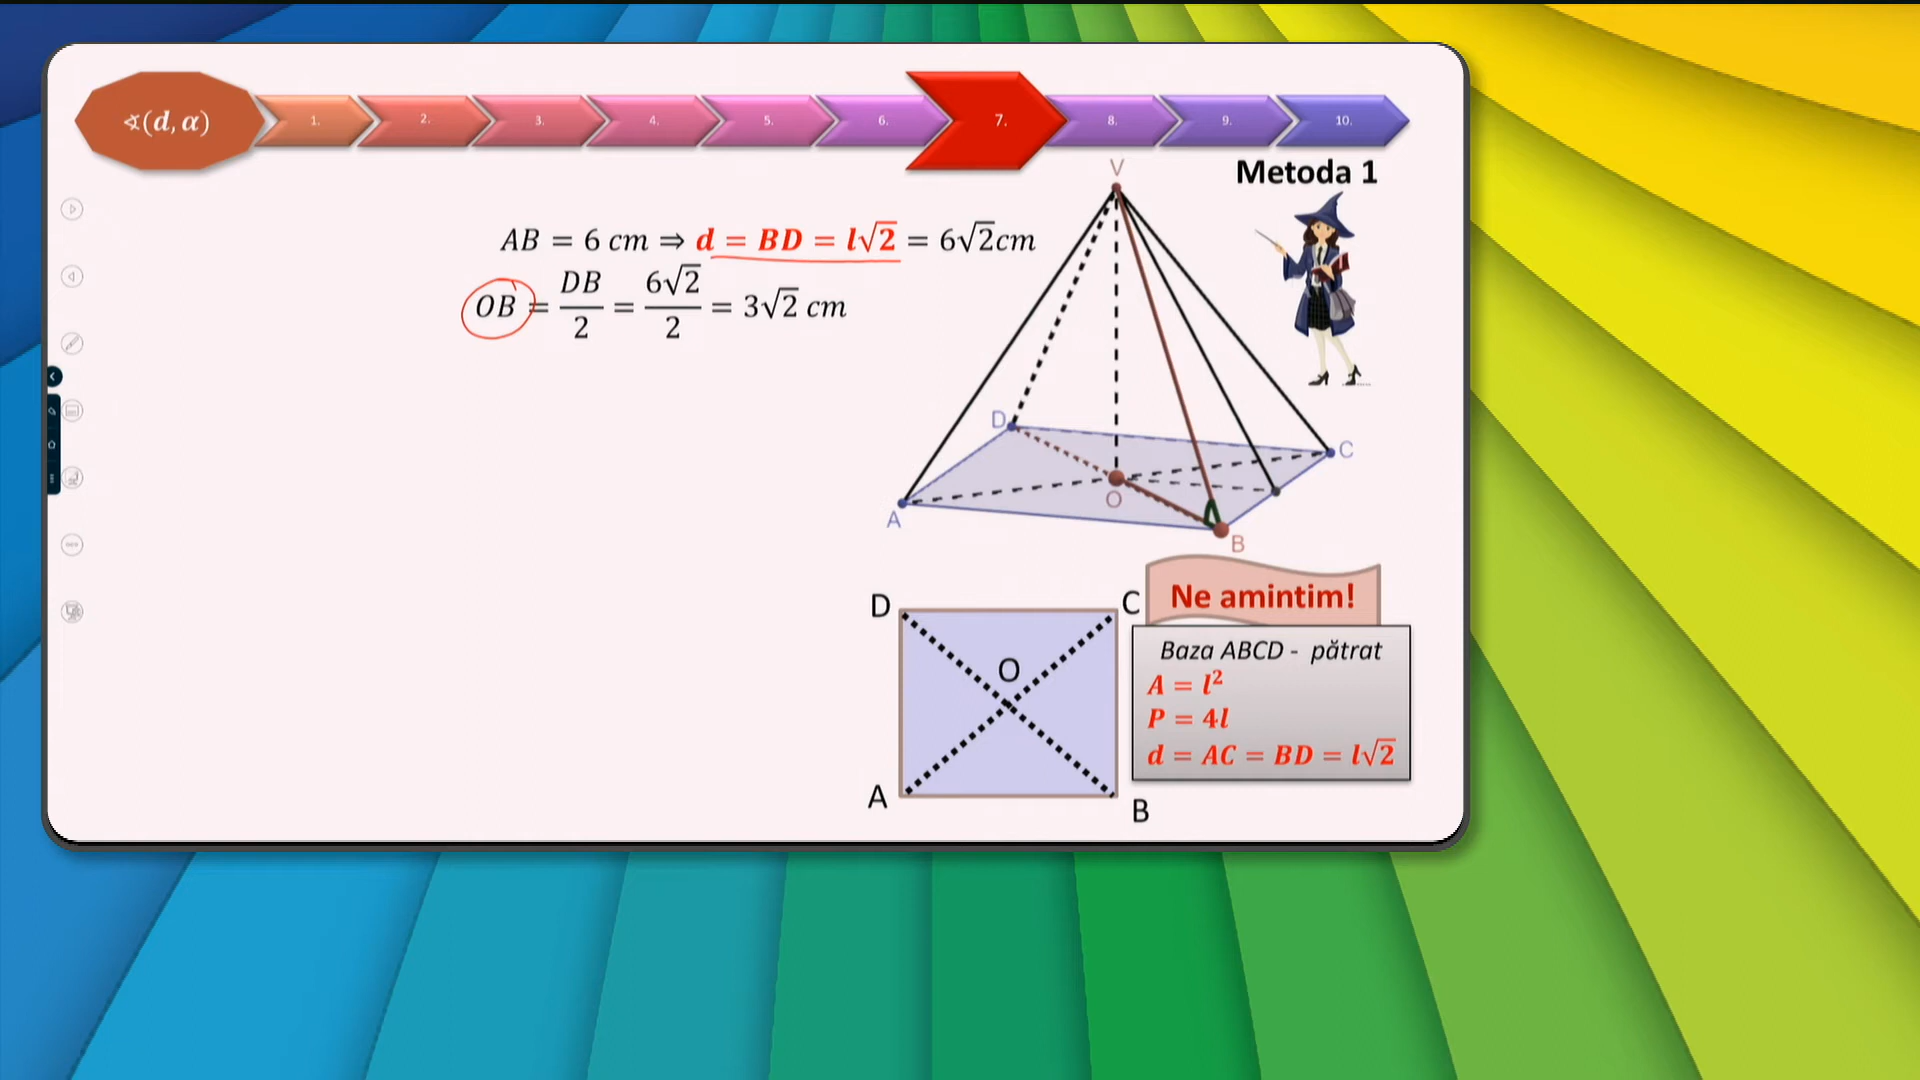 ∢(d, α)
1. 2. 3. 4. 5. 6. 7. 8. 9. 10.
Metoda 1
AB = 6 cm ⇒ d = BD = l√2 = 6√2cm
OB = DB/2 = 6√2/2 = 3√2 cm
V
D
C
O
A
B
D
C
O
A
B
Ne amintim!
Baza ABCD - pătrat
A = l²
P = 4l
d = AC = BD = l√2